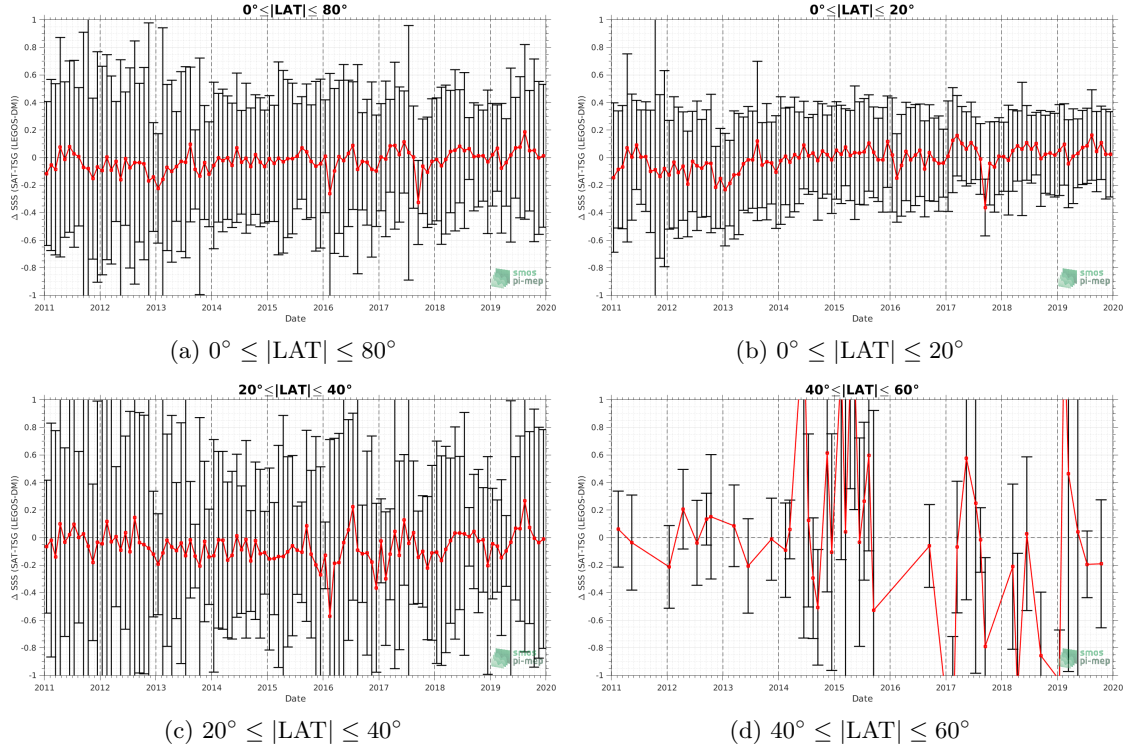 0°≤|LAT|≤ 80°
Δ SSS (SAT-TSG (LEGOS-DM))
1
0.8
0.6
0.4
0.2
0
-0.2
-0.4
-0.6
-0.8
-1
2011 2012 2013 2014 2015 2016 2017 2018 2019 2020
Date
smos
pi-mep
(a) 0° ≤ |LAT| ≤ 80°
0°≤|LAT|≤ 20°
Δ SSS (SAT-TSG (LEGOS-DM))
1
0.8
0.6
0.4
0.2
0
-0.2
-0.4
-0.6
-0.8
-1
2011 2012 2013 2014 2015 2016 2017 2018 2019 2020
Date
smos
pi-mep
(b) 0° ≤ |LAT| ≤ 20°
20°≤|LAT|≤ 40°
Δ SSS (SAT-TSG (LEGOS-DM))
1
0.8
0.6
0.4
0.2
0
-0.2
-0.4
-0.6
-0.8
-1
2011 2012 2013 2014 2015 2016 2017 2018 2019 2020
Date
smos
pi-mep
(c) 20° ≤ |LAT| ≤ 40°
40°≤|LAT|≤ 60°
Δ SSS (SAT-TSG (LEGOS-DM))
1
0.8
0.6
0.4
0.2
0
-0.2
-0.4
-0.6
-0.8
-1
2011 2012 2013 2014 2015 2016 2017 2018 2019 2020
Date
smos
pi-mep
(d) 40° ≤ |LAT| ≤ 60°